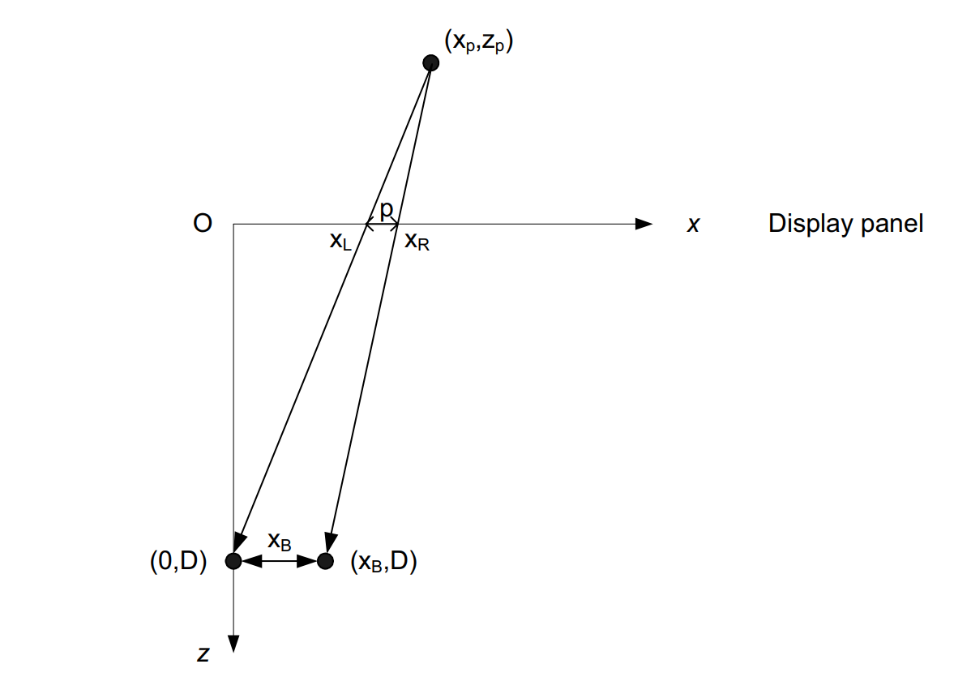 (xp,zp)
p
O
x
Display panel
xL
xR
xB
(0,D)
(xB,D)
z